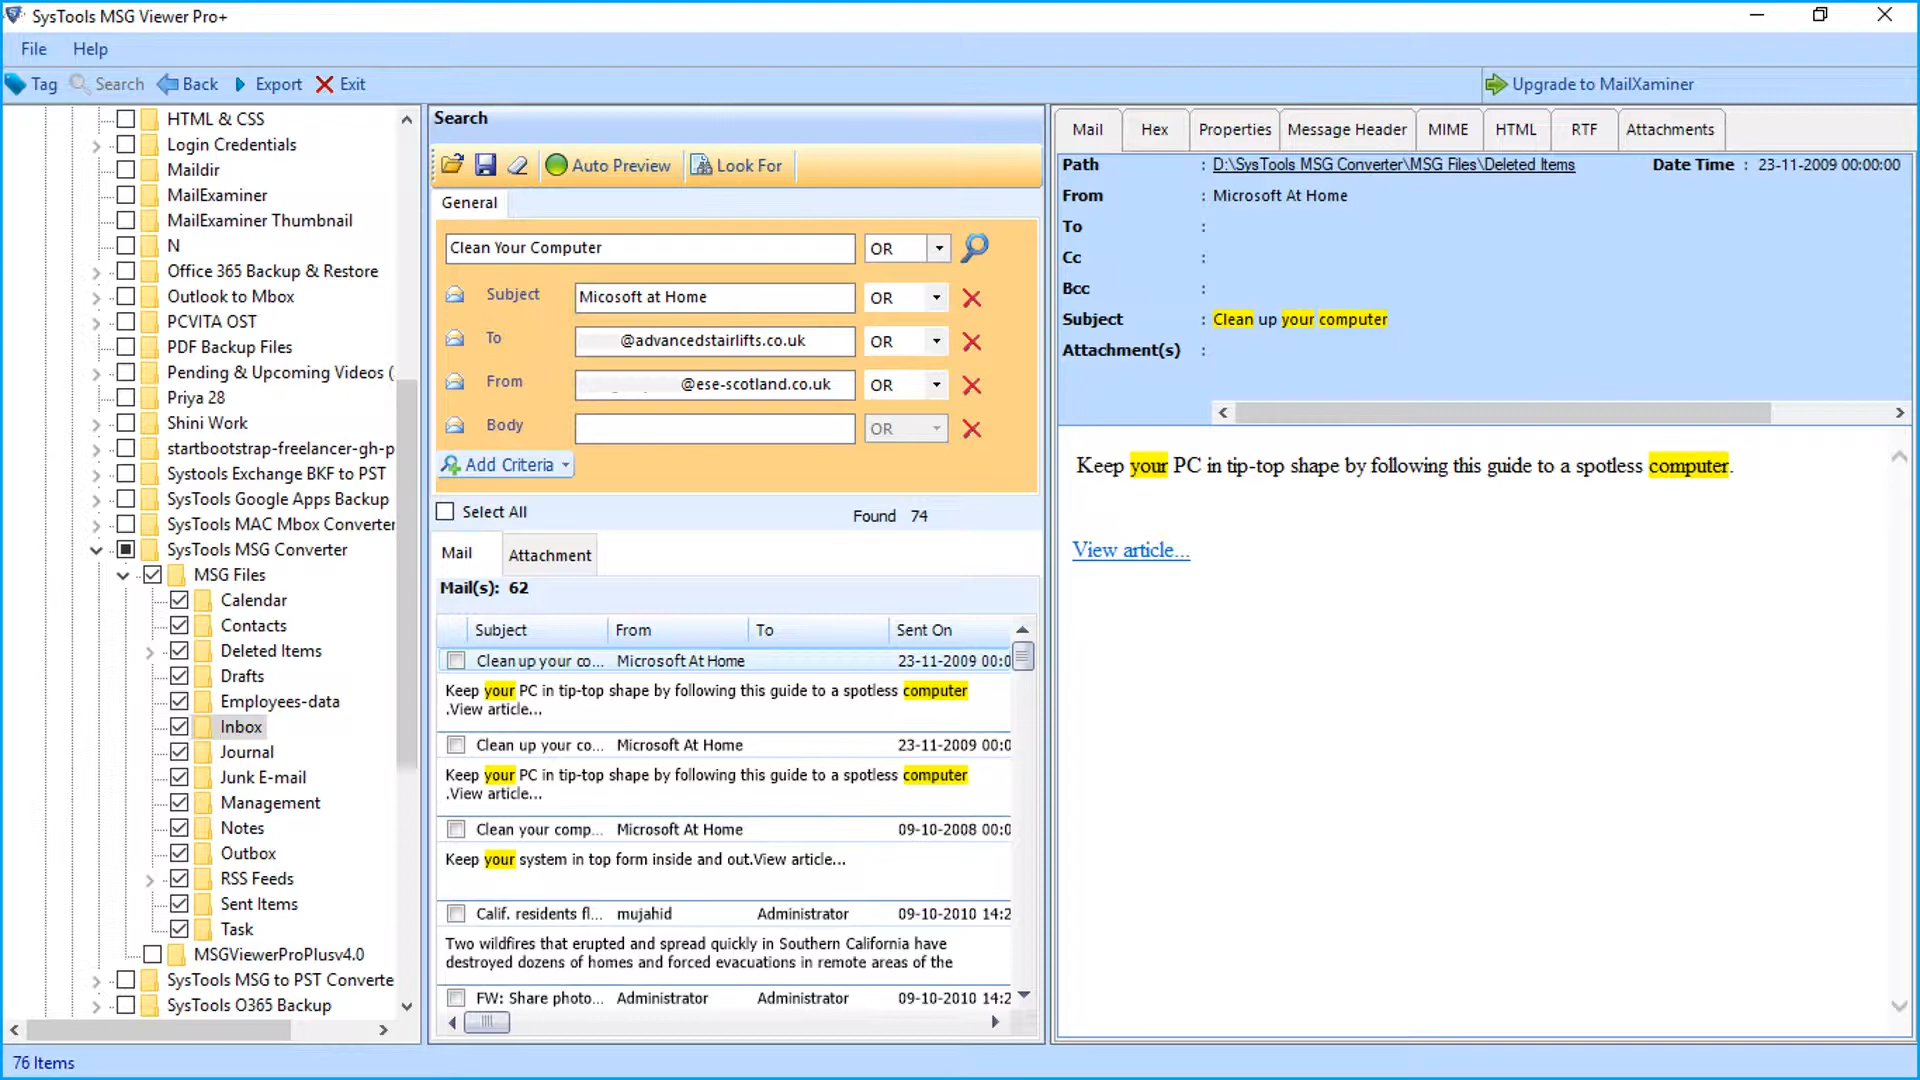 SysTools MSG Viewer Pro+
File Help
Tag Search Back Export Exit Upgrade to MailXaminer
HTML & CSS
Login Credentials
Maildir
MailExaminer
MailExaminer Thumbnail
N
Office 365 Backup & Restore
Outlook to Mbox
PCVITA OST
PDF Backup Files
Pending & Upcoming Videos (
Priya 28
Shini Work
startbootstrap-freelancer-gh-p
Systools Exchange BKF to PST
SysTools Google Apps Backup
SysTools MAC Mbox Converter
SysTools MSG Converter
MSG Files
Calendar
Contacts
Deleted Items
Drafts
Employees-data
Inbox
Journal
Junk E-mail
Management
Notes
Outbox
RSS Feeds
Sent Items
Task
MSGViewerProPlusv4.0
SysTools MSG to PST Converte
SysTools O365 Backup
76 Items
Search
Auto Preview Look For
General
Clean Your Computer OR
Subject Micosoft at Home OR
To @advancedstairlifts.co.uk OR
From @ese-scotland.co.uk OR
Body OR
Add Criteria
Select All Found 74
Mail Attachment
Mail(s): 62
Subject From To Sent On
Clean up your co... Microsoft At Home 23-11-2009 00:0
Keep your PC in tip-top shape by following this guide to a spotless computer
.View article...
Clean up your co... Microsoft At Home 23-11-2009 00:0
Keep your PC in tip-top shape by following this guide to a spotless computer
.View article...
Clean your comp... Microsoft At Home 09-10-2008 00:0
Keep your system in top form inside and out.View article...
Calif. residents fl... mujahid Administrator 09-10-2010 14:2
Two wildfires that erupted and spread quickly in Southern California have
destroyed dozens of homes and forced evacuations in remote areas of the
FW: Share photo... Administrator Administrator 09-10-2010 14:2
Mail Hex Properties Message Header MIME HTML RTF Attachments
Path : D:\SysTools MSG Converter\MSG Files\Deleted Items Date Time : 23-11-2009 00:00:00
From : Microsoft At Home
To :
Cc :
Bcc :
Subject : Clean up your computer
Attachment(s) :
Keep your PC in tip-top shape by following this guide to a spotless computer.
View article...